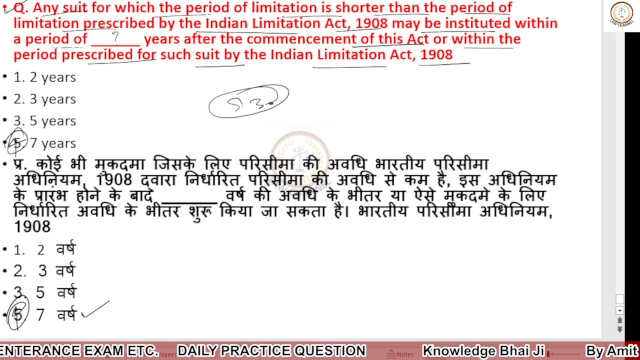 Q. Any suit for which the period of limitation is shorter than the period of
limitation prescribed by the Indian Limitation Act, 1908 may be instituted within
a period of ___?___ years after the commencement of this Act or within the
period prescribed for such suit by the Indian Limitation Act, 1908
• 1. 2 years
• 2. 3 years
• 3. 5 years
• 5. 7 years
S. 30
प्र. कोई भी मुकदमा जिसके लिए परिसीमा की अवधि भारतीय परिसीमा
अधिनियम, 1908 द्वारा निर्धारित परिसीमा की अवधि से कम है, इस अधिनियम
के प्रारंभ होने के बाद ______ वर्ष की अवधि के भीतर या ऐसे मुकदमे के लिए
निर्धारित अवधि के भीतर शुरू किया जा सकता है। भारतीय परिसीमा अधिनियम,
1908
• 1. 2 वर्ष
• 2. 3 वर्ष
• 3. 5 वर्ष
• 5. 7 वर्ष
ENTERANCE EXAM ETC. DAILY PRACTICE QUESTION Knowledge Bhai Ji By Amit
Notes